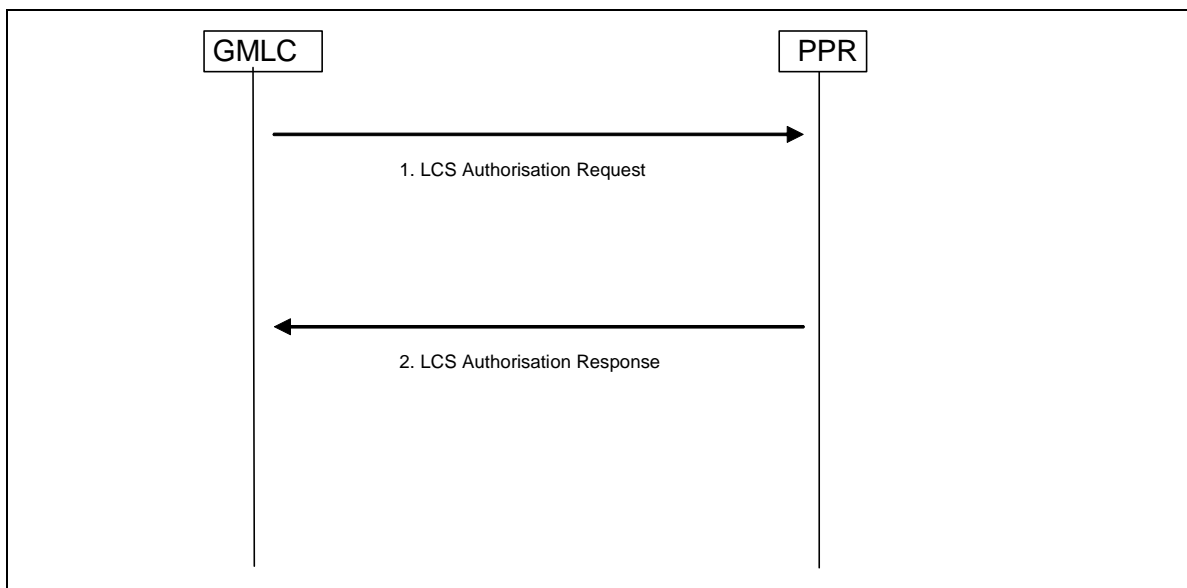 GMLC
PPR
1. LCS Authorisation Request
2. LCS Authorisation Response